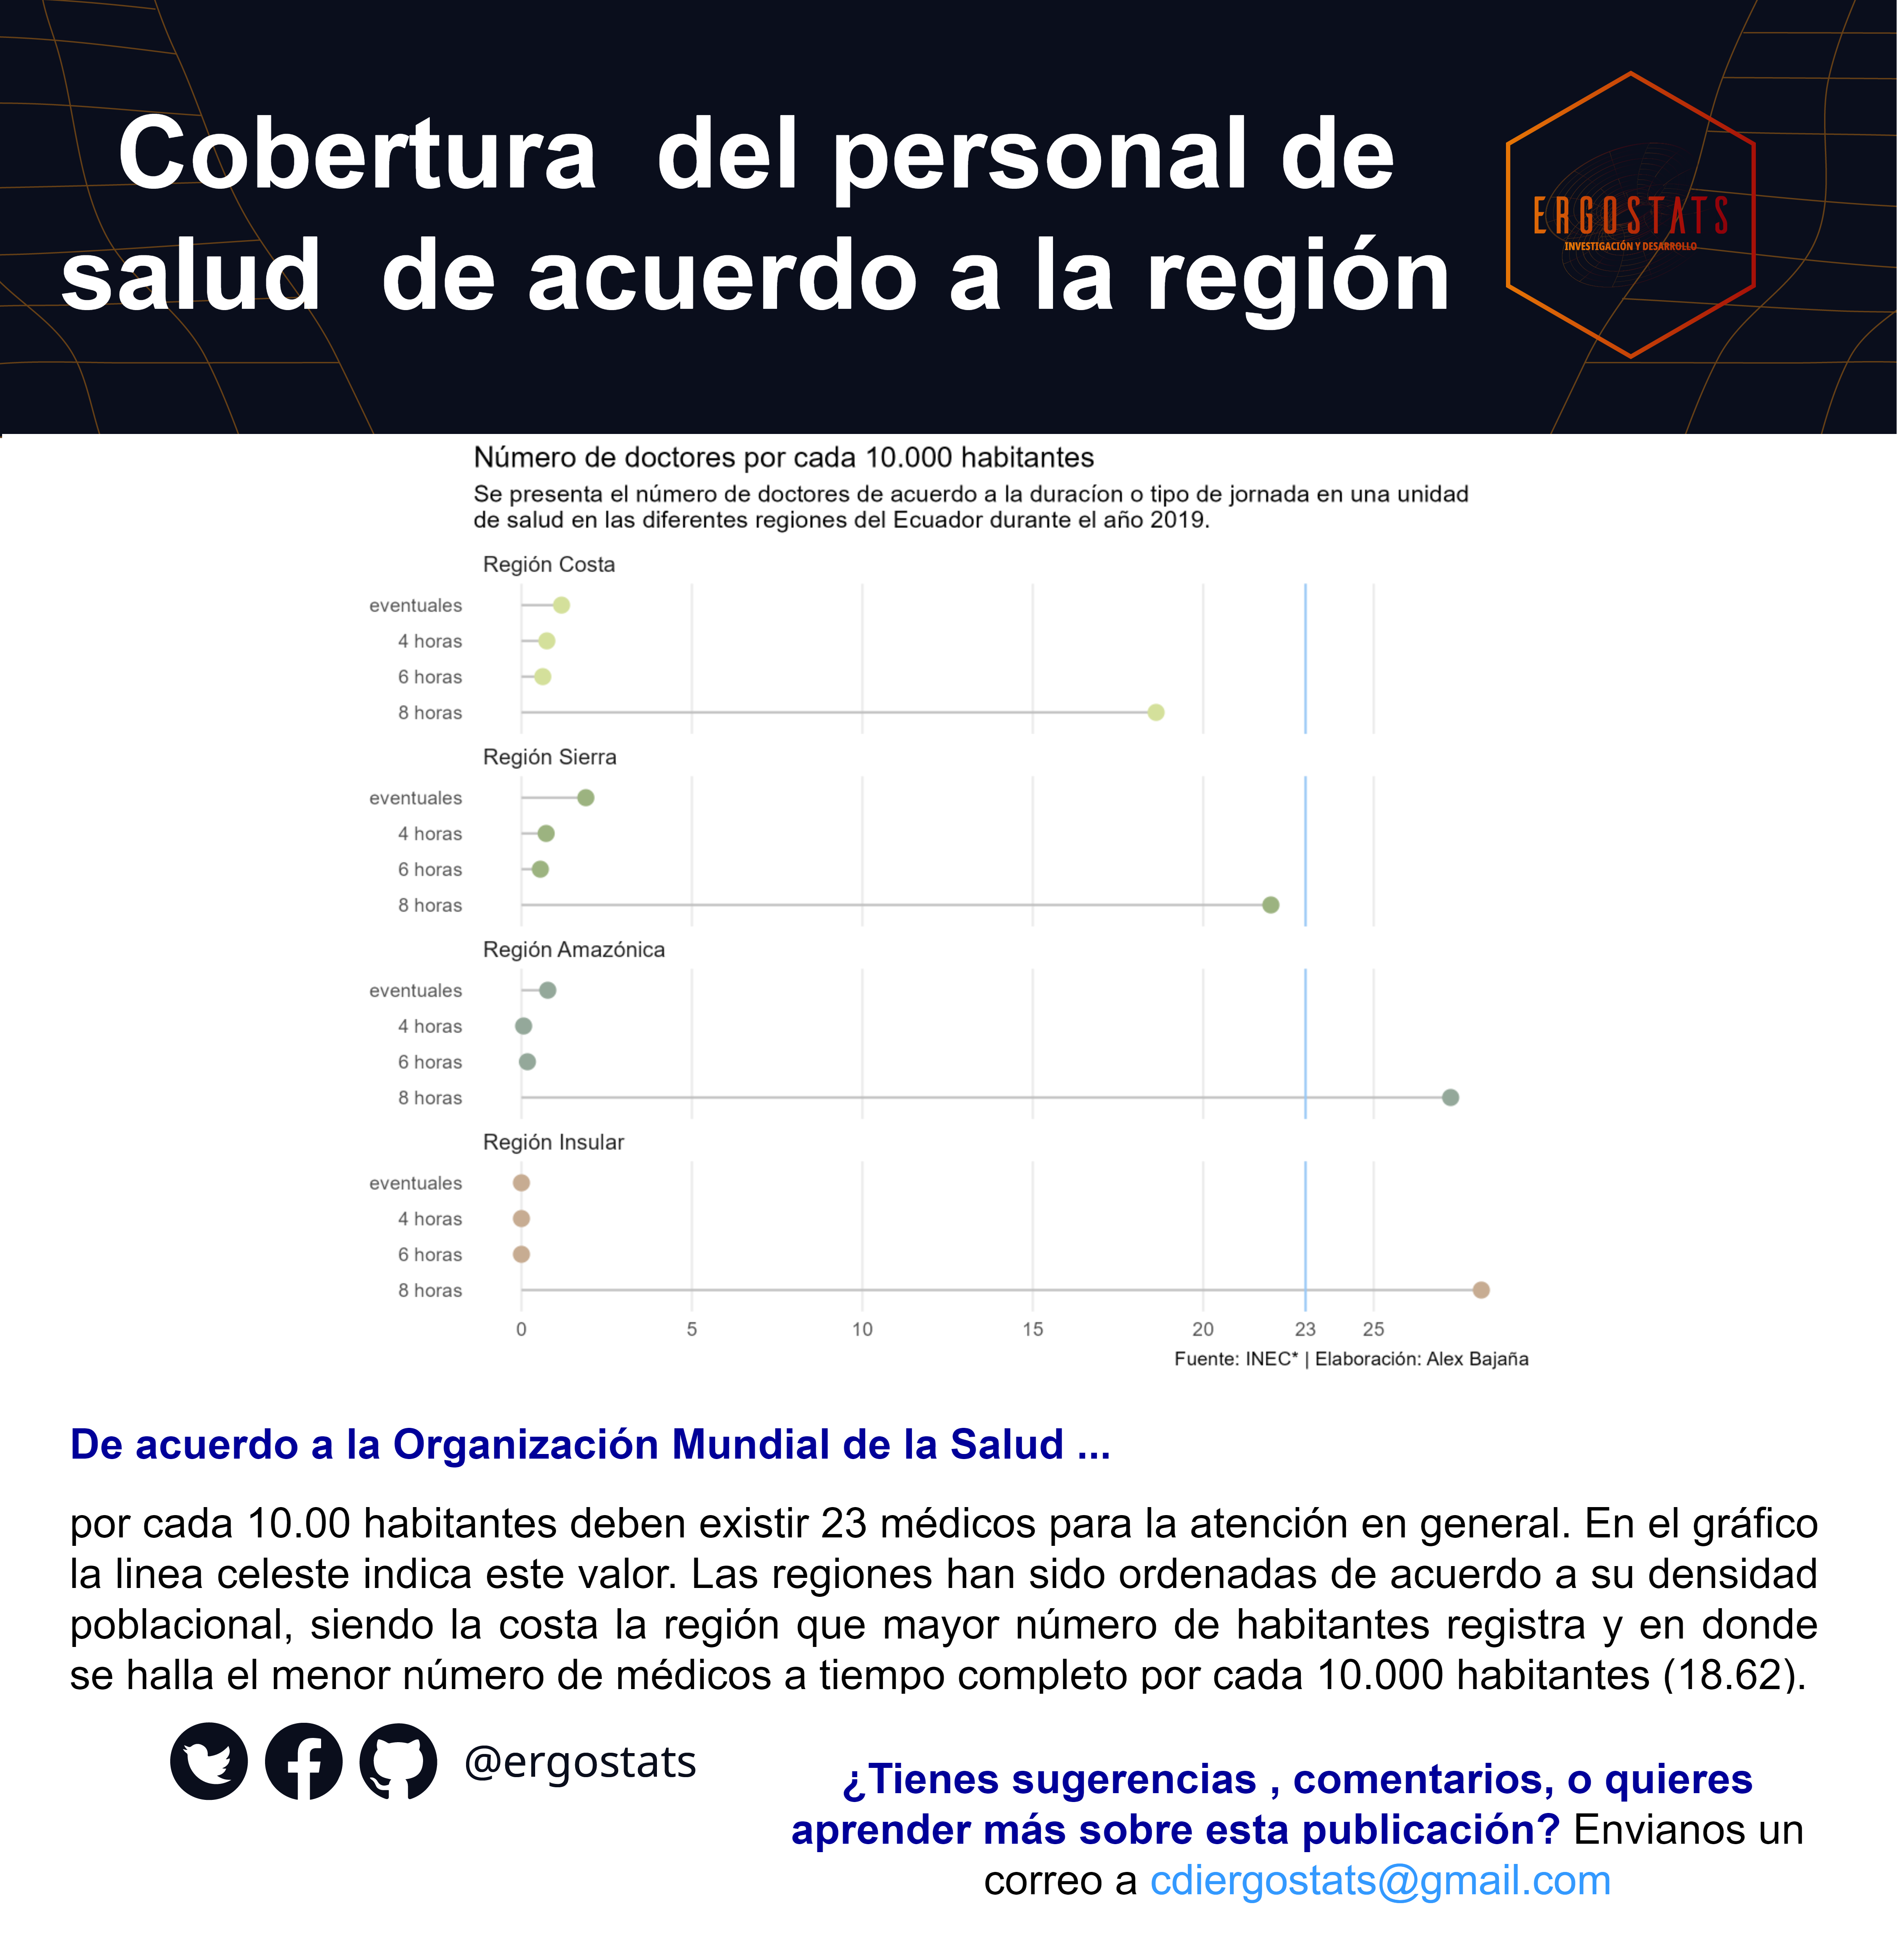 Cobertura  del personal de
salud  de acuerdo a la región
ERGOSTATS
INVESTIGACIÓN Y DESARROLLO
Número de doctores por cada 10.000 habitantes
Se presenta el número de doctores de acuerdo a la duracíon o tipo de jornada en una unidad
de salud en las diferentes regiones del Ecuador durante el año 2019.
Región Costa
eventuales
4 horas
6 horas
8 horas
Región Sierra
eventuales
4 horas
6 horas
8 horas
Región Amazónica
eventuales
4 horas
6 horas
8 horas
Región Insular
eventuales
4 horas
6 horas
8 horas
0 5 10 15 20 23 25
Fuente: INEC* | Elaboración: Alex Bajaña
De acuerdo a la Organización Mundial de la Salud ...
por cada 10.00 habitantes deben existir 23 médicos para la atención en general. En el gráfico
la linea celeste indica este valor. Las regiones han sido ordenadas de acuerdo a su densidad
poblacional, siendo la costa la región que mayor número de habitantes registra y en donde
se halla el menor número de médicos a tiempo completo por cada 10.000 habitantes (18.62).
@ergostats
¿Tienes sugerencias , comentarios, o quieres
aprender más sobre esta publicación? Envianos un
correo a cdiergostats@gmail.com